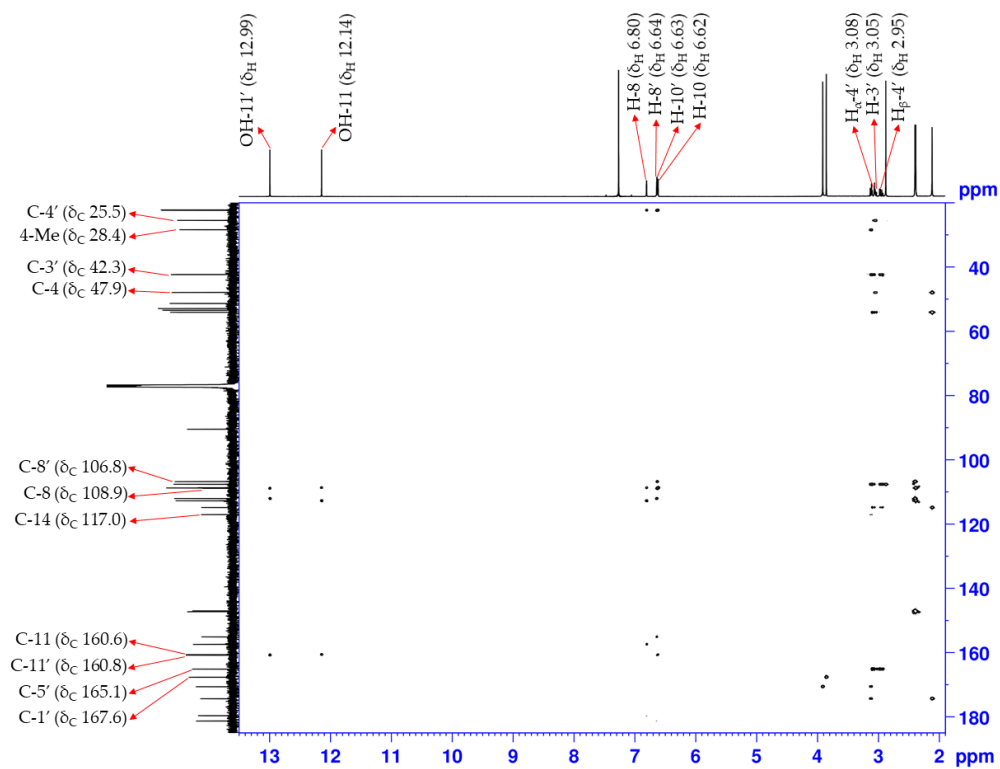 OH-11′ (δH 12.99)
OH-11 (δH 12.14)
H-8 (δH 6.80)
H-8′ (δH 6.64)
H-10′ (δH 6.63)
H-10 (δH 6.62)
Hα-4′ (δH 3.08)
H-3′ (δH 3.05)
Hβ-4′ (δH 2.95)
ppm
C-4′ (δC 25.5)
4-Me (δC 28.4)
C-3′ (δC 42.3)
C-4 (δC 47.9)
C-8′ (δC 106.8)
C-8 (δC 108.9)
C-14 (δC 117.0)
C-11 (δC 160.6)
C-11′ (δC 160.8)
C-5′ (δC 165.1)
C-1′ (δC 167.6)
40
60
80
100
120
140
160
180
13 12 11 10 9 8 7 6 5 4 3 2 ppm